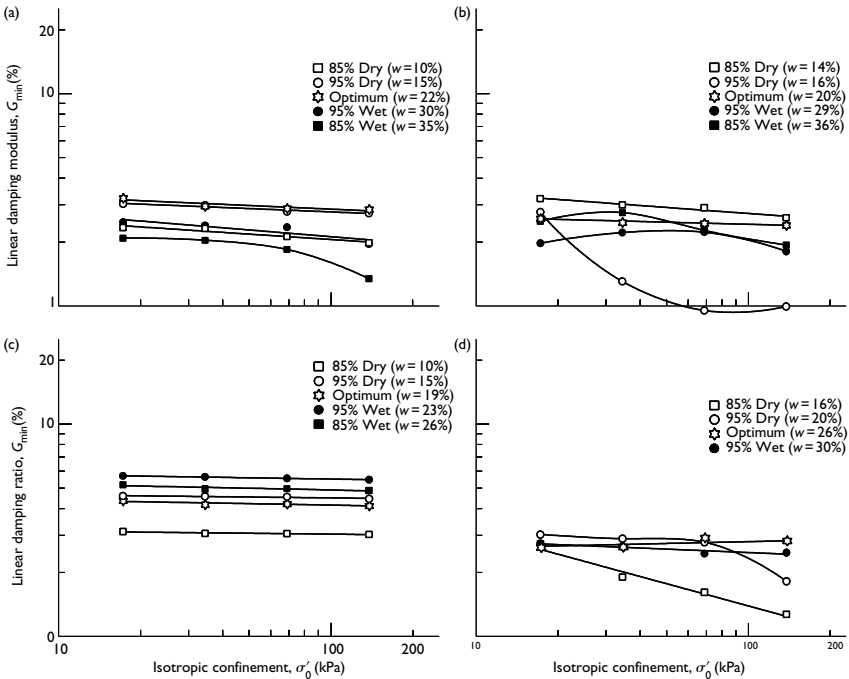 (a)
20
10
1
Linear damping modulus, Gmin(%)
85% Dry (w=10%)
95% Dry (w=15%)
Optimum (w=22%)
95% Wet (w=30%)
85% Wet (w=35%)
(b)
20
10
1
85% Dry (w=14%)
95% Dry (w=16%)
Optimum (w=20%)
95% Wet (w=29%)
85% Wet (w=36%)
(c)
20
10
0
Linear damping ratio, Gmin(%)
85% Dry (w=10%)
95% Dry (w=15%)
Optimum (w=19%)
95% Wet (w=23%)
85% Wet (w=26%)
10 100 200
Isotropic confinement, σ′0 (kPa)
(d)
20
10
0
85% Dry (w=16%)
95% Dry (w=20%)
Optimum (w=26%)
95% Wet (w=30%)
10 100 200
Isotropic confinement, σ′0 (kPa)